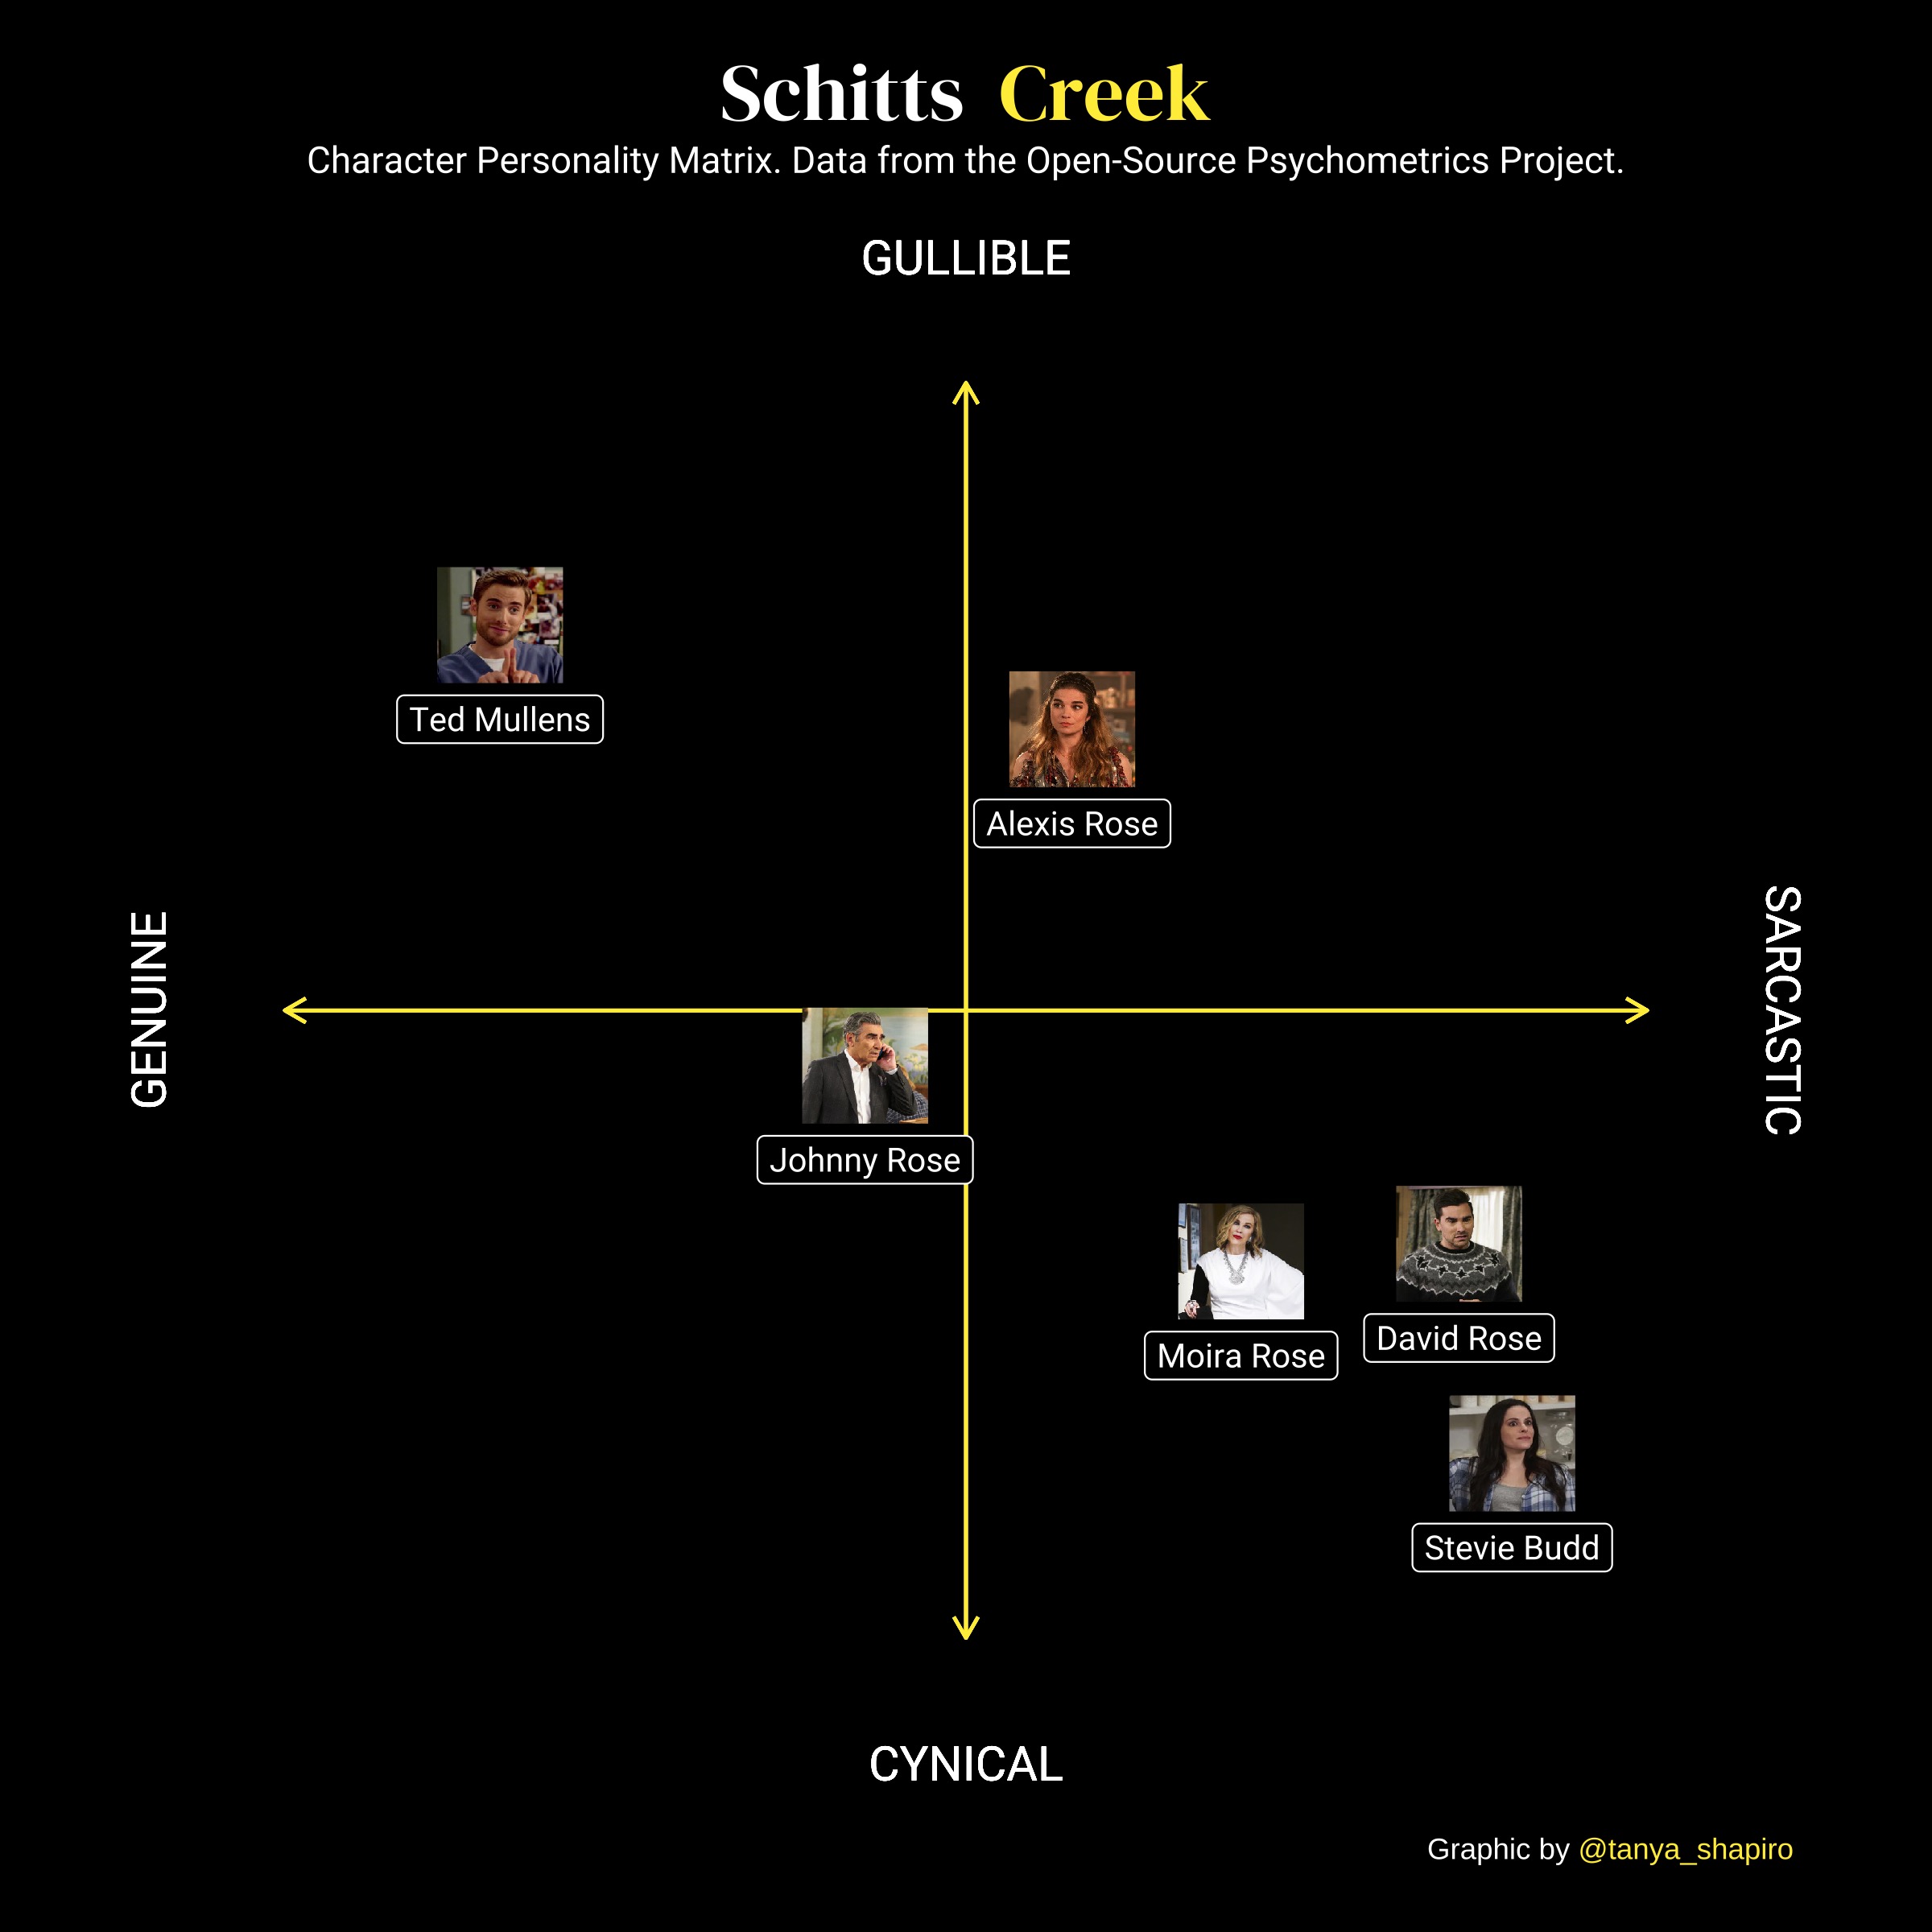 Schitts Creek
Character Personality Matrix. Data from the Open-Source Psychometrics Project.
GULLIBLE
Ted Mullens
Alexis Rose
GENUINE
SARCASTIC
Johnny Rose
David Rose
Moira Rose
Stevie Budd
CYNICAL
Graphic by @tanya_shapiro